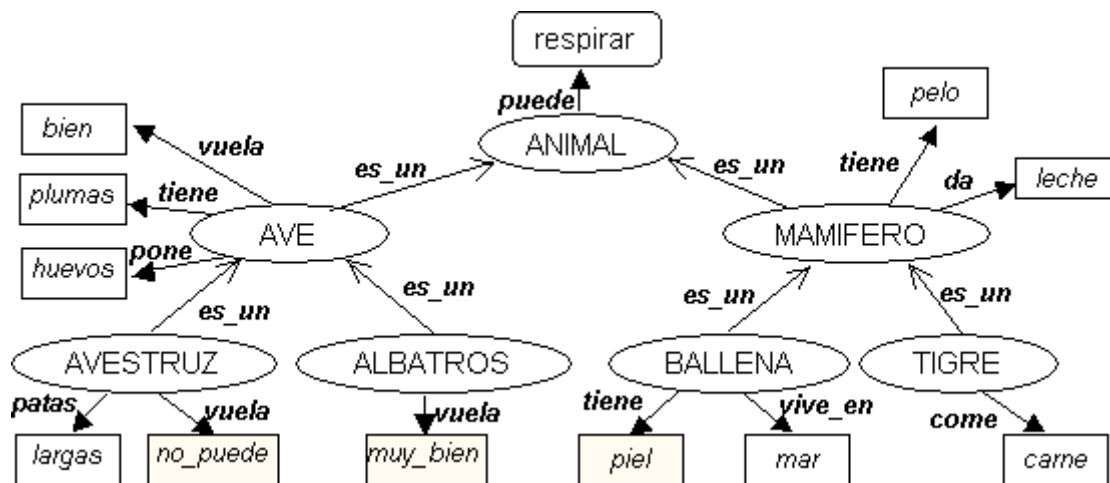 respirar
puede
pelo
bien
vuela
ANIMAL
es_un
es_un
tiene
da
leche
plumas
tiene
AVE
MAMIFERO
huevos
pone
es_un
es_un
es_un
es_un
AVESTRUZ
ALBATROS
BALLENA
TIGRE
patas
vuela
vuela
tiene
vive_en
come
largas
no_puede
muy_bien
piel
mar
carne